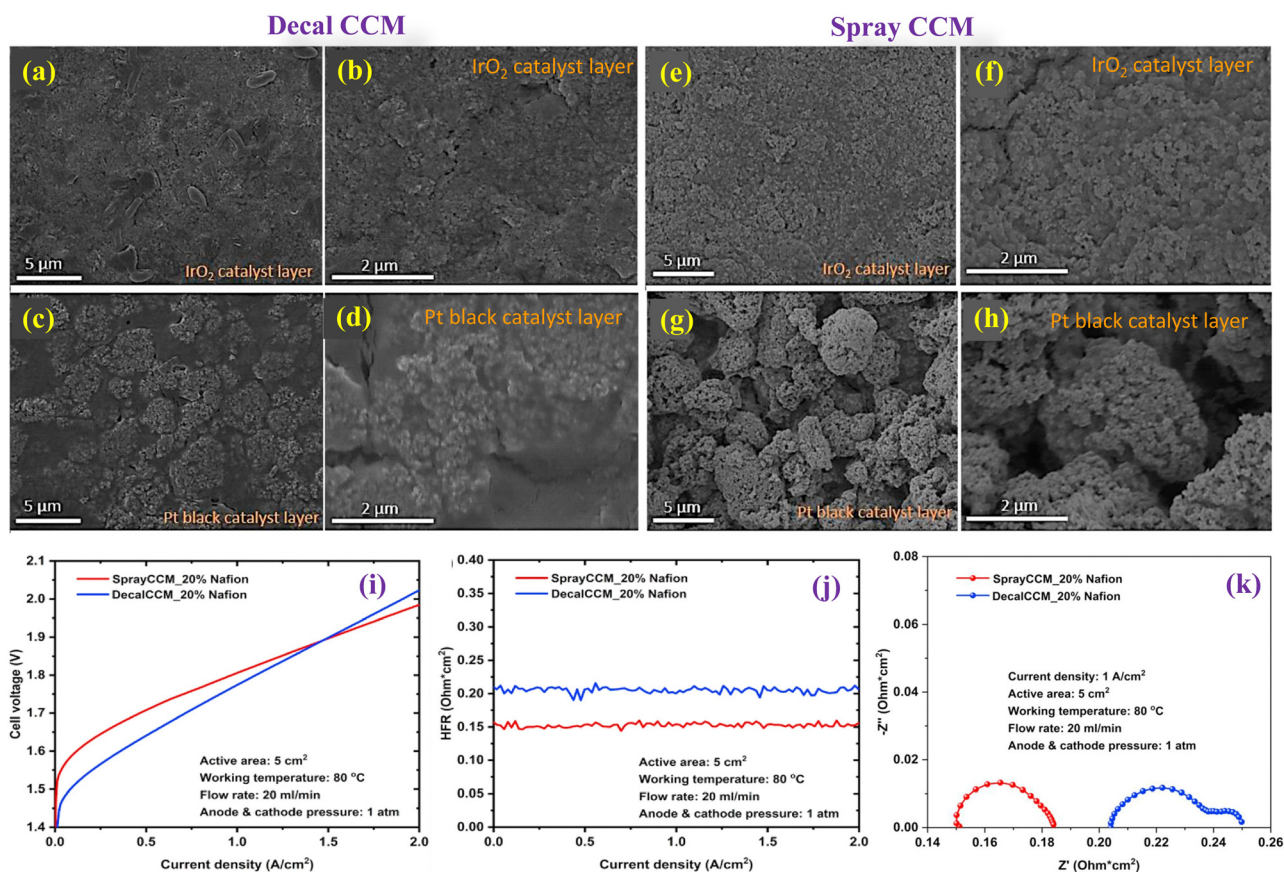 Decal CCM
Spray CCM
(a)
5 µm
IrO₂ catalyst layer
(b)
IrO₂ catalyst layer
2 µm
(e)
5 µm
IrO₂ catalyst layer
(f)
IrO₂ catalyst layer
2 µm
(c)
5 µm
Pt black catalyst layer
(d)
Pt black catalyst layer
2 µm
(g)
5 µm
Pt black catalyst layer
(h)
Pt black catalyst layer
2 µm
(i)
SprayCCM_20% Nafion
DecalCCM_20% Nafion
2.1
2.0
1.9
1.8
1.7
1.6
1.5
1.4
Cell voltage (V)
Active area: 5 cm²
Working temperature: 80 °C
Flow rate: 20 ml/min
Anode & cathode pressure: 1 atm
0.0 0.5 1.0 1.5 2.0
Current density (A/cm²)
(j)
SprayCCM_20% Nafion
DecalCCM_20% Nafion
0.40
0.35
0.30
0.25
0.20
0.15
0.10
0.05
0.00
HFR (Ohm*cm²)
Active area: 5 cm²
Working temperature: 80 °C
Flow rate: 20 ml/min
Anode & cathode pressure: 1 atm
0.0 0.5 1.0 1.5 2.0
Current density (A/cm²)
(k)
SprayCCM_20% Nafion
DecalCCM_20% Nafion
0.08
0.06
0.04
0.02
0.00
-Z'' (Ohm*cm²)
Current density: 1 A/cm²
Active area: 5 cm²
Working temperature: 80 °C
Flow rate: 20 ml/min
Anode & cathode pressure: 1 atm
0.14 0.16 0.18 0.20 0.22 0.24 0.26
Z' (Ohm*cm²)